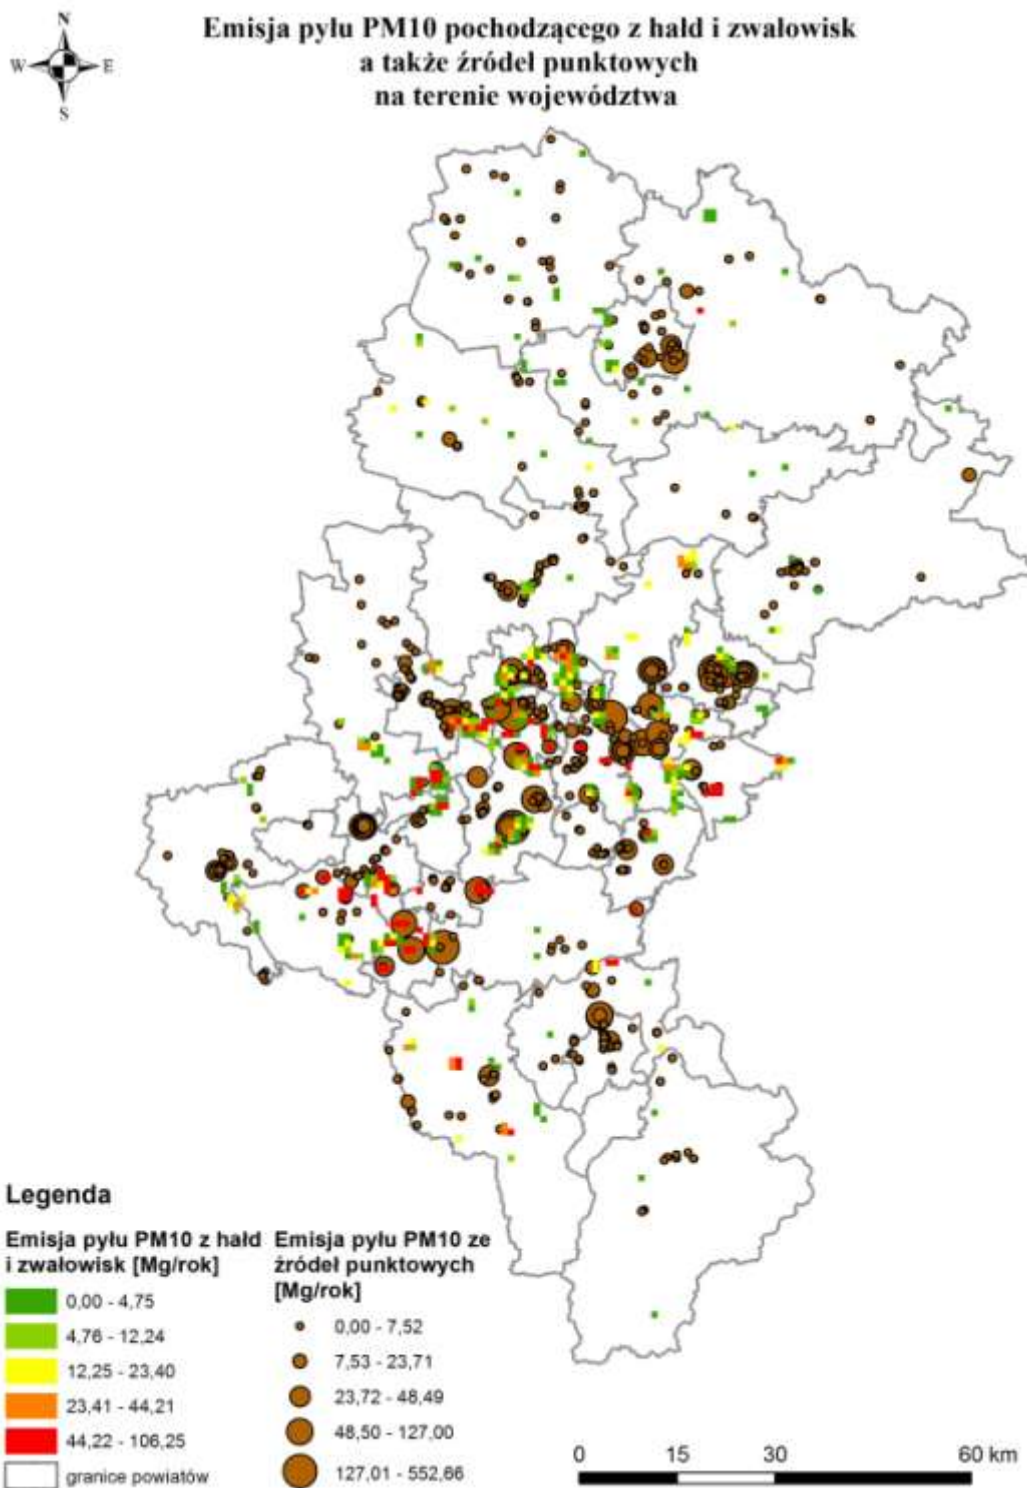 N
W E
S
Emisja pyłu PM10 pochodzącego z hałd i zwałowisk
a także źródeł punktowych
na terenie województwa
Legenda
Emisja pyłu PM10 z hałd
i zwałowisk [Mg/rok]
0,00 - 4,75
4,76 - 12,24
12,25 - 23,40
23,41 - 44,21
44,22 - 106,25
granice powiatów
Emisja pyłu PM10 ze
źródeł punktowych
[Mg/rok]
0,00 - 7,52
7,53 - 23,71
23,72 - 48,49
48,50 - 127,00
127,01 - 552,66
0 15 30 60 km